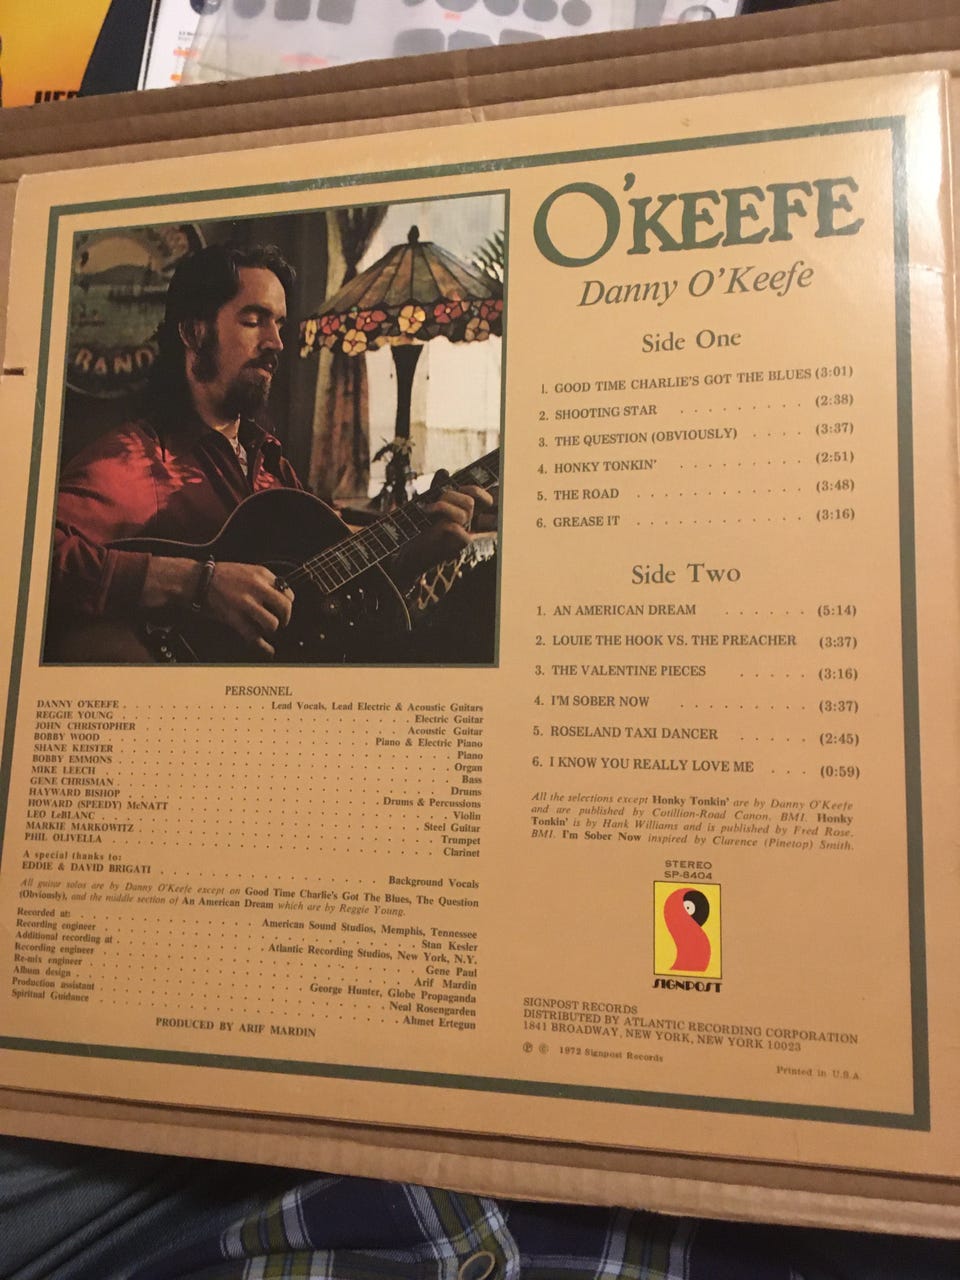 BAND
O'KEEFE
Danny O'Keefe
Side One
1. GOOD TIME CHARLIE'S GOT THE BLUES (3:01)
2. SHOOTING STAR . . . . . . . . . (2:38)
3. THE QUESTION (OBVIOUSLY) . . . . (3:37)
4. HONKY TONKIN' . . . . . . . . . (2:51)
5. THE ROAD . . . . . . . . . . . . (3:48)
6. GREASE IT . . . . . . . . . . . . (3:16)
Side Two
1. AN AMERICAN DREAM . . . . . . (5:14)
2. LOUIE THE HOOK VS. THE PREACHER (3:37)
3. THE VALENTINE PIECES . . . . . . (3:16)
4. I'M SOBER NOW . . . . . . . . . (3:37)
5. ROSELAND TAXI DANCER . . . . . (2:45)
6. I KNOW YOU REALLY LOVE ME . . . (0:59)
All the selections except Honky Tonkin' are by Danny O'Keefe
and are published by Cotillion-Road Canon, BMI. Honky
Tonkin' is by Hank Williams and is published by Fred Rose,
BMI. I'm Sober Now inspired by Clarence (Pinetop) Smith.
STEREO
SP-8404
SIGNPOST
SIGNPOST RECORDS
DISTRIBUTED BY ATLANTIC RECORDING CORPORATION
1841 BROADWAY, NEW YORK, NEW YORK 10023
℗ © 1972 Signpost Records
Printed in U.S.A.
PERSONNEL
DANNY O'KEEFE . . . . . . . . . . Lead Vocals, Lead Electric & Acoustic Guitars
REGGIE YOUNG . . . . . . . . . . Electric Guitar
JOHN CHRISTOPHER . . . . . . . . . . Acoustic Guitar
BOBBY WOOD . . . . . . . . . . Piano & Electric Piano
SHANE KEISTER . . . . . . . . . . Piano
BOBBY EMMONS . . . . . . . . . . Organ
MIKE LEECH . . . . . . . . . . Bass
GENE CHRISMAN . . . . . . . . . . Drums
HAYWARD BISHOP . . . . . . . . . . Drums & Percussions
HOWARD (SPEEDY) McNATT . . . . . . . . . . Violin
LEO LeBLANC . . . . . . . . . . Steel Guitar
MARKIE MARKOWITZ . . . . . . . . . . Trumpet
PHIL OLIVELLA . . . . . . . . . . Clarinet
A special thanks to:
EDDIE & DAVID BRIGATI . . . . . . . . . . Background Vocals
All guitar solos are by Danny O'Keefe except on Good Time Charlie's Got The Blues, The Question
(Obviously), and the middle section of An American Dream which are by Reggie Young.
Recorded at: . . . . . . . . . . American Sound Studios, Memphis, Tennessee
Recording engineer . . . . . . . . . . Stan Kesler
Additional recording at . . . . . . . . . . Atlantic Recording Studios, New York, N.Y.
Recording engineer . . . . . . . . . . Gene Paul
Re-mix engineer . . . . . . . . . . Arif Mardin
Album design . . . . . . . . . . George Hunter, Globe Propaganda
Production assistant . . . . . . . . . . Neal Rosengarden
Spiritual Guidance . . . . . . . . . . Ahmet Ertegun
PRODUCED BY ARIF MARDIN